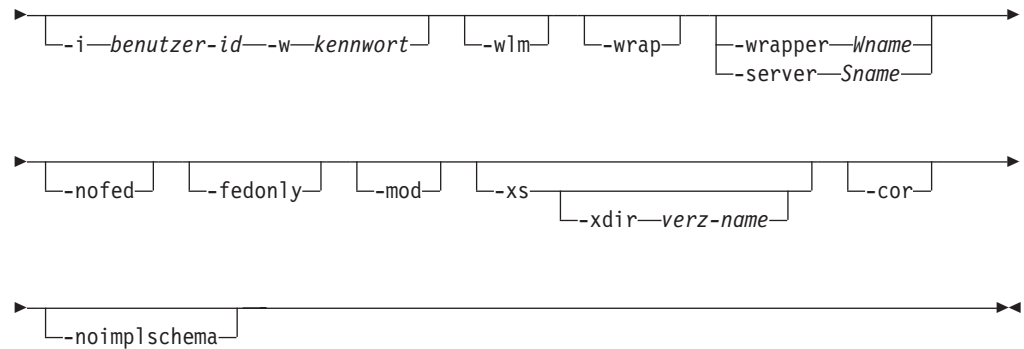 -i benutzer-id -w kennwort -wlm -wrap -wrapper Wname
-server Sname
-nofed -fedonly -mod -xs -cor
-xdir verz-name
-noimplschema